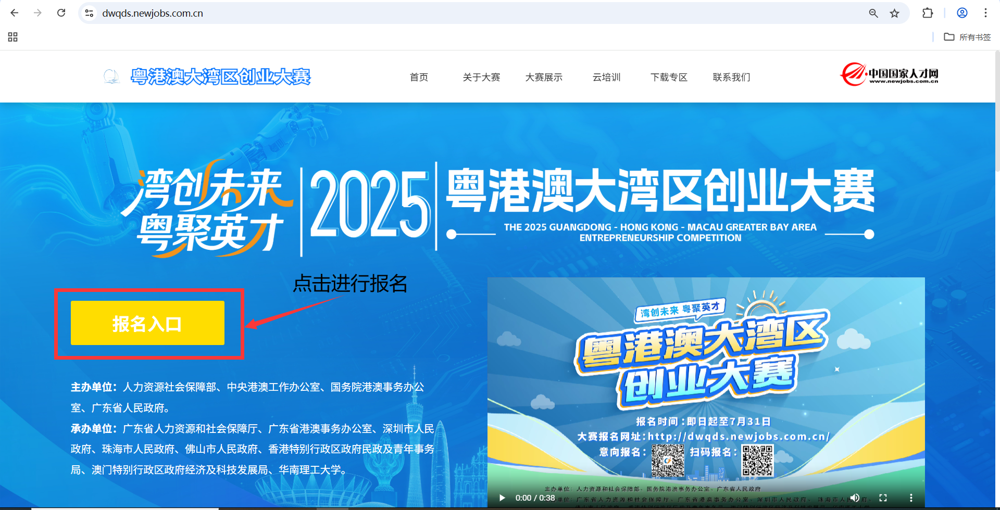 dwqds.newjobs.com.cn
所有书签
粤港澳大湾区创业大赛
首页
关于大赛
大赛展示
云培训
下载专区
联系我们
中国国家人才网
www.newjobs.com.cn
湾创未来
粤聚英才
2025
粤港澳大湾区创业大赛
THE 2025 GUANGDONG - HONG KONG - MACAU GREATER BAY AREA
ENTREPRENEURSHIP COMPETITION
点击进行报名
报名入口
主办单位：人力资源社会保障部、中央港澳工作办公室、国务院港澳事务办公
室、广东省人民政府。
承办单位：广东省人力资源和社会保障厅、广东省港澳事务办公室、深圳市人民
政府、珠海市人民政府、佛山市人民政府、香港特别行政区政府民政及青年事务
局、澳门特别行政区政府经济及科技发展局、华南理工大学。
湾创未来 粤聚英才
粤港澳大湾区
创业大赛
报名时间：即日起至7月31日
大赛报名网址：http://dwqds.newjobs.com.cn/
意向报名： 扫码报名：
主办单位：人力资源和社会保障部、国务院港澳事务办公室、广东省人民政府
0:00 / 0:38
单位：广东省人力资源和社会保障厅、广东省港澳事务办公室、深圳市人民政府、珠海市人民政府、